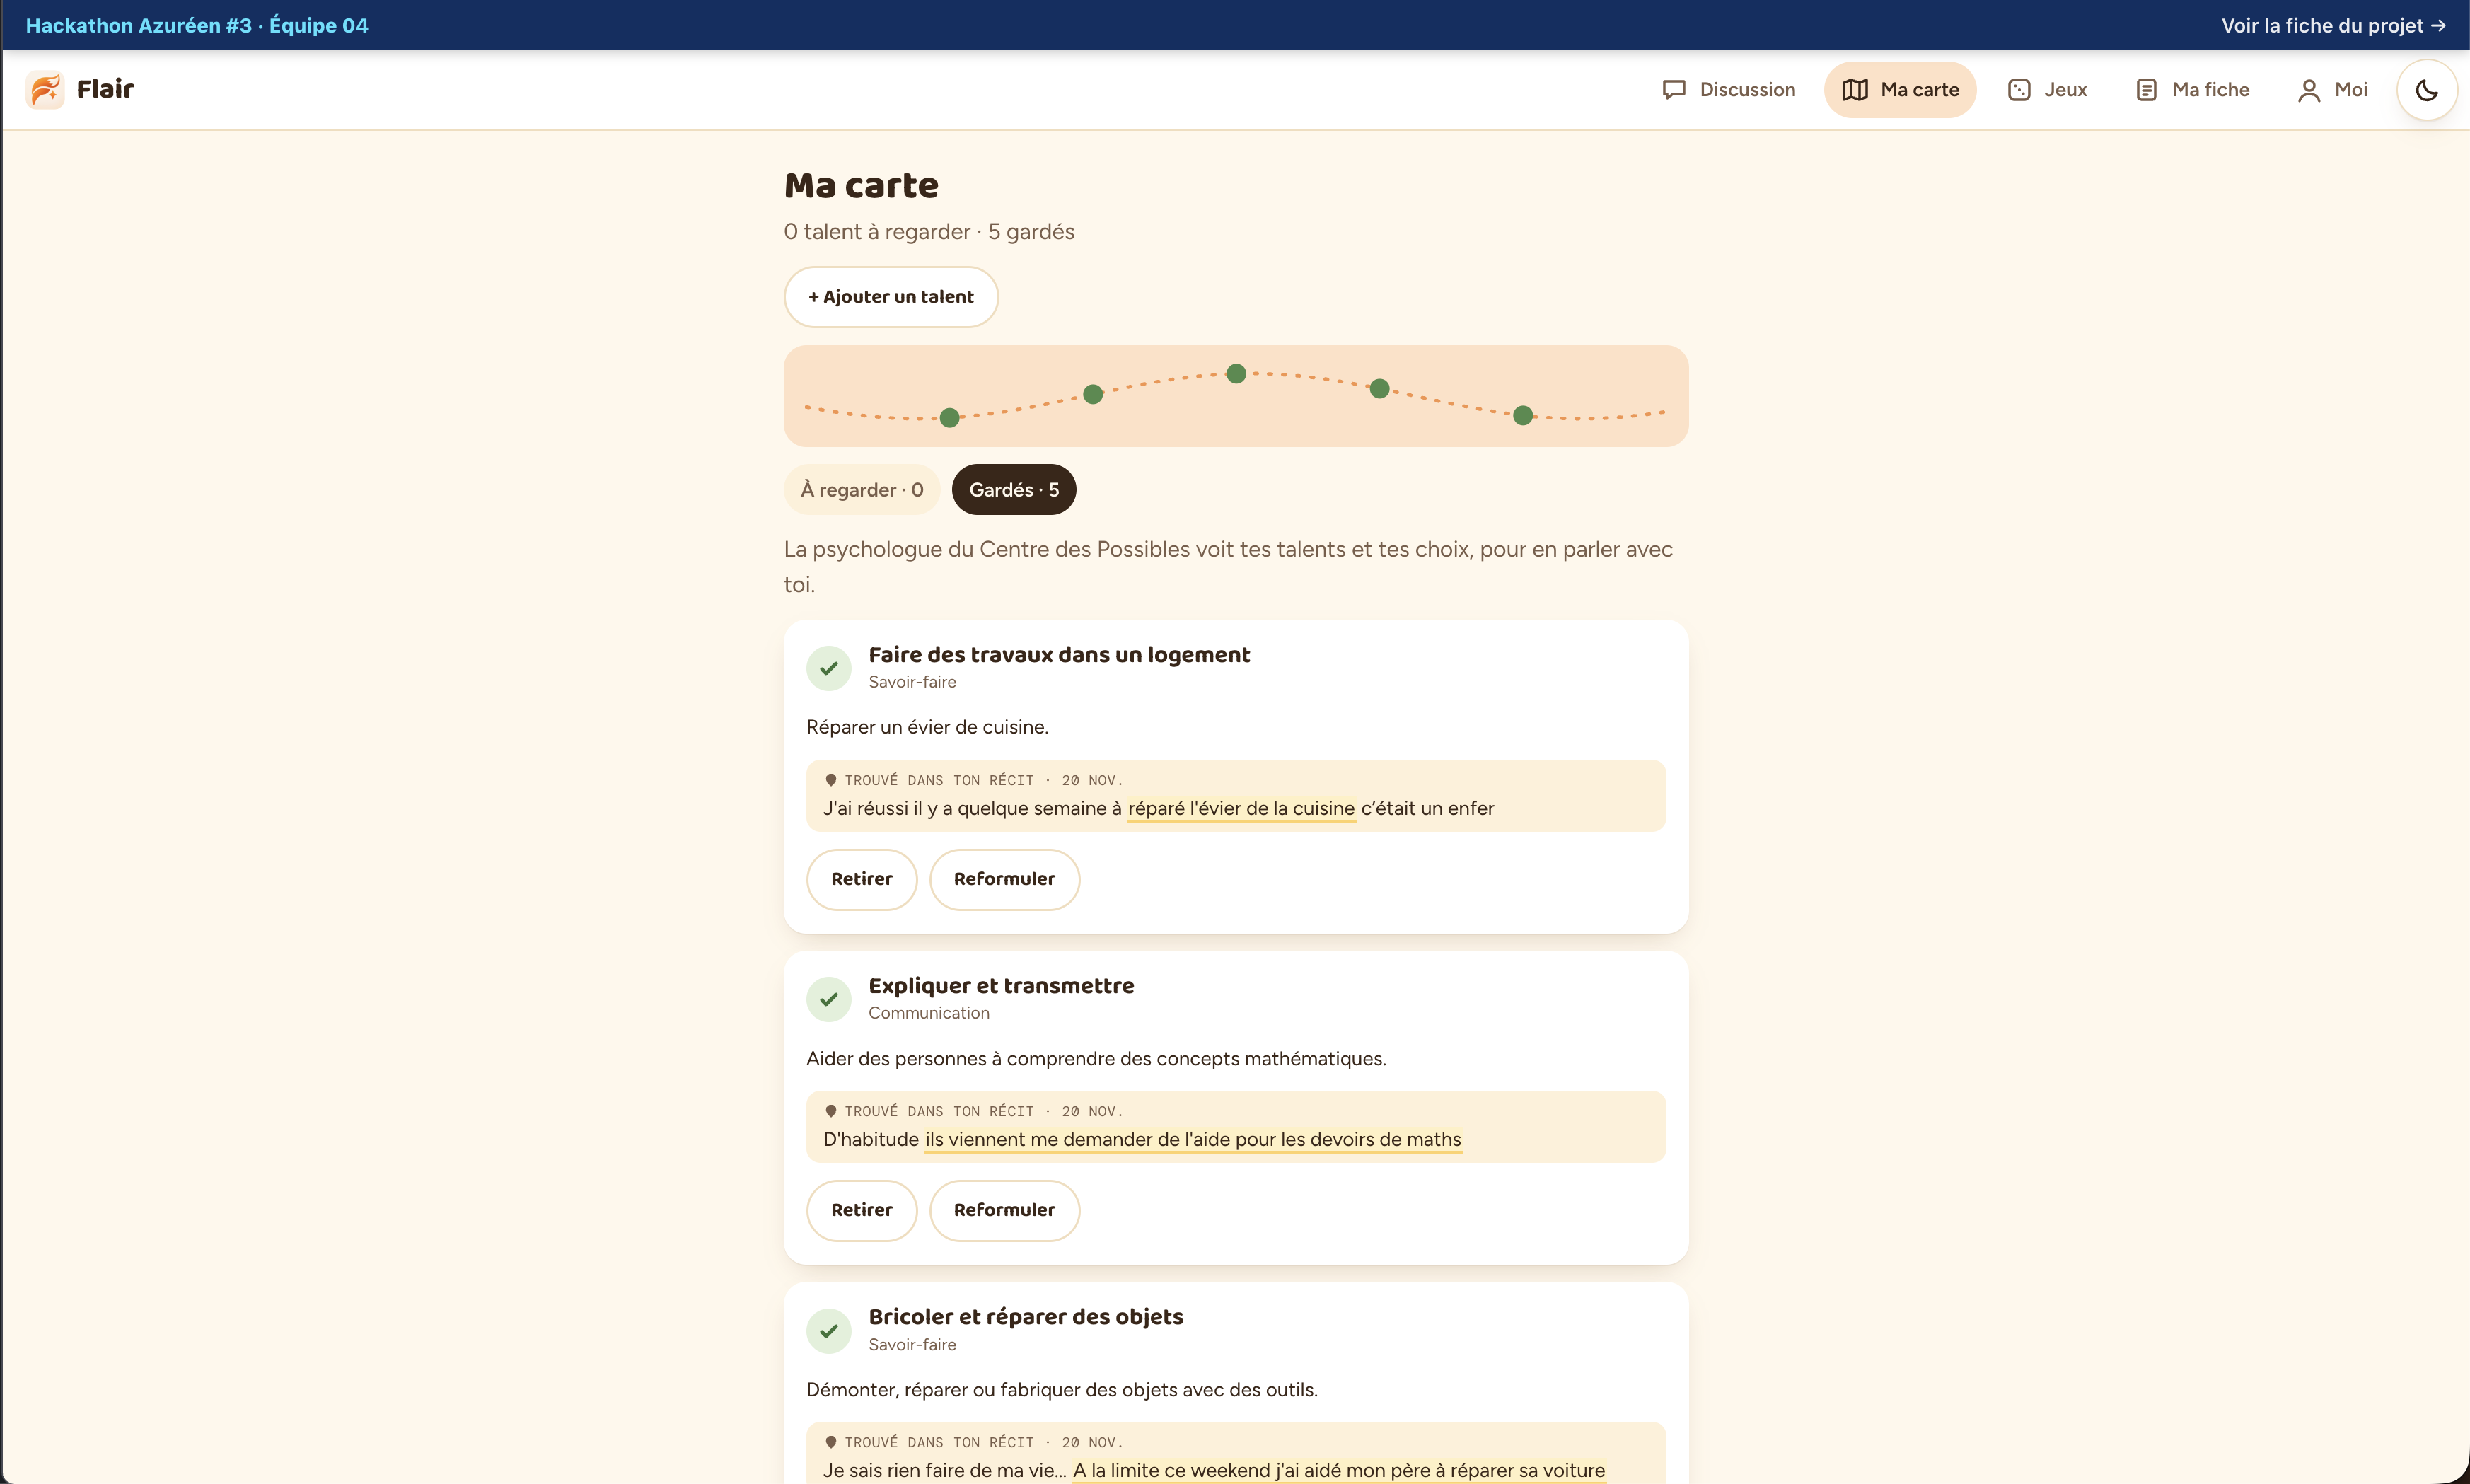 Hackathon Azuréen #3 · Équipe 04
Voir la fiche du projet →
Flair
Discussion
Ma carte
Jeux
Ma fiche
Moi
Ma carte
0 talent à regarder · 5 gardés
+ Ajouter un talent
À regarder · 0
Gardés · 5
La psychologue du Centre des Possibles voit tes talents et tes choix, pour en parler avec
toi.
Faire des travaux dans un logement
Savoir-faire
Réparer un évier de cuisine.
TROUVÉ DANS TON RÉCIT · 20 NOV.
J'ai réussi il y a quelque semaine à réparé l'évier de la cuisine c’était un enfer
Retirer
Reformuler
Expliquer et transmettre
Communication
Aider des personnes à comprendre des concepts mathématiques.
TROUVÉ DANS TON RÉCIT · 20 NOV.
D'habitude ils viennent me demander de l'aide pour les devoirs de maths
Retirer
Reformuler
Bricoler et réparer des objets
Savoir-faire
Démonter, réparer ou fabriquer des objets avec des outils.
TROUVÉ DANS TON RÉCIT · 20 NOV.
Je sais rien faire de ma vie... A la limite ce weekend j'ai aidé mon père à réparer sa voiture